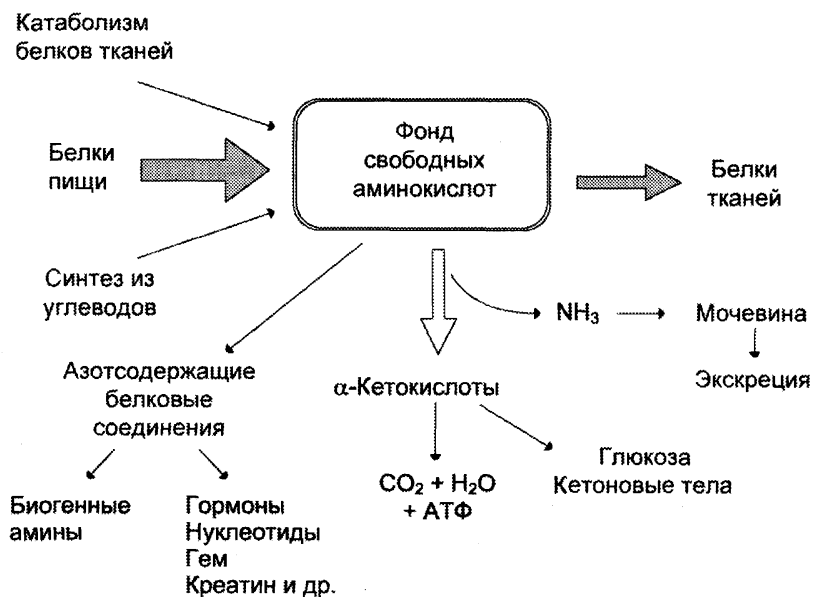 Катаболизм
белков тканей
Белки
пищи
Синтез из
углеводов
Фонд
свободных
аминокислот
Белки
тканей
NH₃
Мочевина
Экскреция
Азотсодержащие
белковые
соединения
α-Кетокислоты
Биогенные
амины
Гормоны
Нуклеотиды
Гем
Креатин и др.
CO₂ + H₂O
+ АТФ
Глюкоза
Кетоновые тела